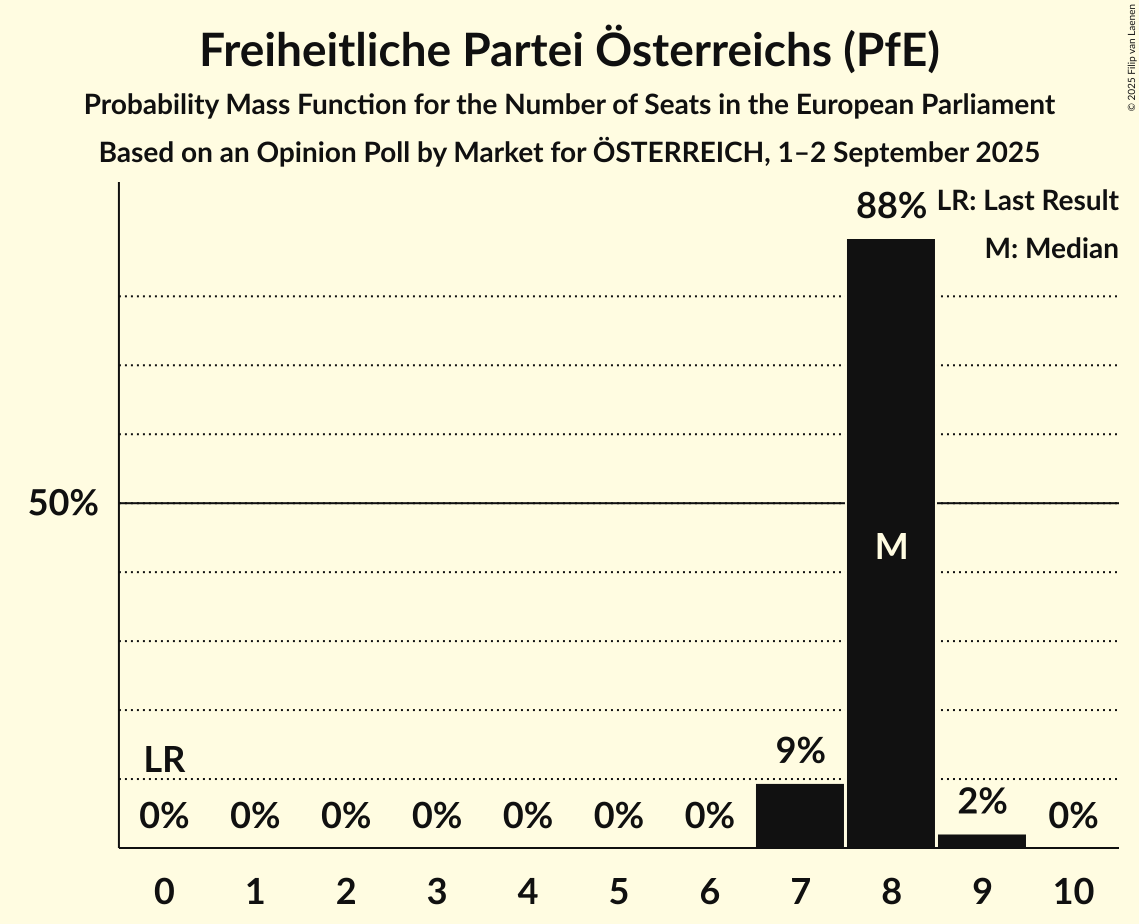 Freiheitliche Partei Österreichs (PfE)
Probability Mass Function for the Number of Seats in the European Parliament
Based on an Opinion Poll by Market for ÖSTERREICH, 1–2 September 2025
© 2025 Filip van Laenen
88% LR: Last Result
M: Median
50%
M
LR
9%
0% 0% 0% 0% 0% 0% 0% 2% 0%
0 1 2 3 4 5 6 7 8 9 10